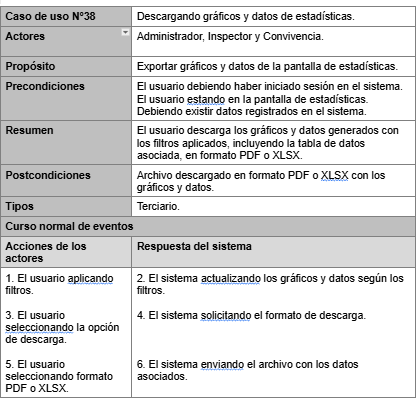 Caso de uso Nº38
Descargando gráficos y datos de estadísticas.
Actores
Administrador, Inspector y Convivencia.
Propósito
Exportar gráficos y datos de la pantalla de estadísticas.
Precondiciones
El usuario debiendo haber iniciado sesión en el sistema.
El usuario estando en la pantalla de estadísticas.
Debiendo existir datos registrados en el sistema.
Resumen
El usuario descarga los gráficos y datos generados con
los filtros aplicados, incluyendo la tabla de datos
asociada, en formato PDF o XLSX.
Postcondiciones
Archivo descargado en formato PDF o XLSX con los
gráficos y datos.
Tipos
Terciario.
Curso normal de eventos
Acciones de los
actores
Respuesta del sistema
1. El usuario aplicando
filtros.
2. El sistema actualizando los gráficos y datos según los
filtros.
3. El usuario
seleccionando la opción
de descarga.
4. El sistema solicitando el formato de descarga.
5. El usuario
seleccionando formato
PDF o XLSX.
6. El sistema enviando el archivo con los datos
asociados.